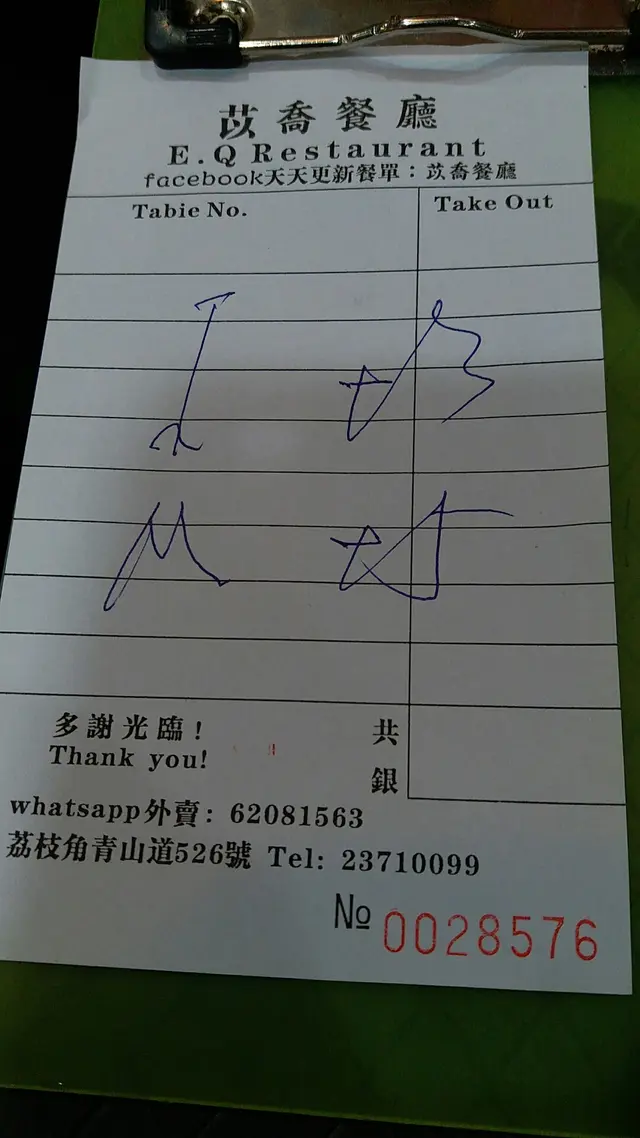 苡喬餐廳
E.Q Restaurant
facebook天天更新餐單：苡喬餐廳
Tabie No.
Take Out
多謝光臨！
Thank you!
共
銀
whatsapp外賣：62081563
荔枝角青山道526號 Tel: 23710099
№ 0028576